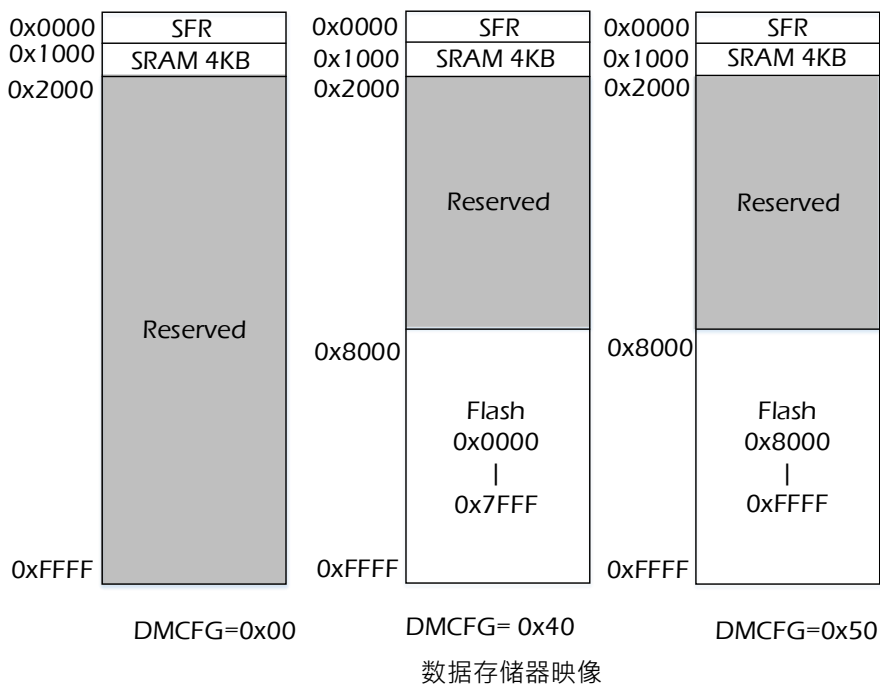 0x0000 SFR
0x1000 SRAM 4KB
0x2000
Reserved
0xFFFF
DMCFG=0x00
0x0000 SFR
0x1000 SRAM 4KB
0x2000
Reserved
0x8000
Flash
0x0000
|
0x7FFF
0xFFFF
DMCFG= 0x40
0x0000 SFR
0x1000 SRAM 4KB
0x2000
Reserved
0x8000
Flash
0x8000
|
0xFFFF
0xFFFF
DMCFG=0x50
数据存储器映像